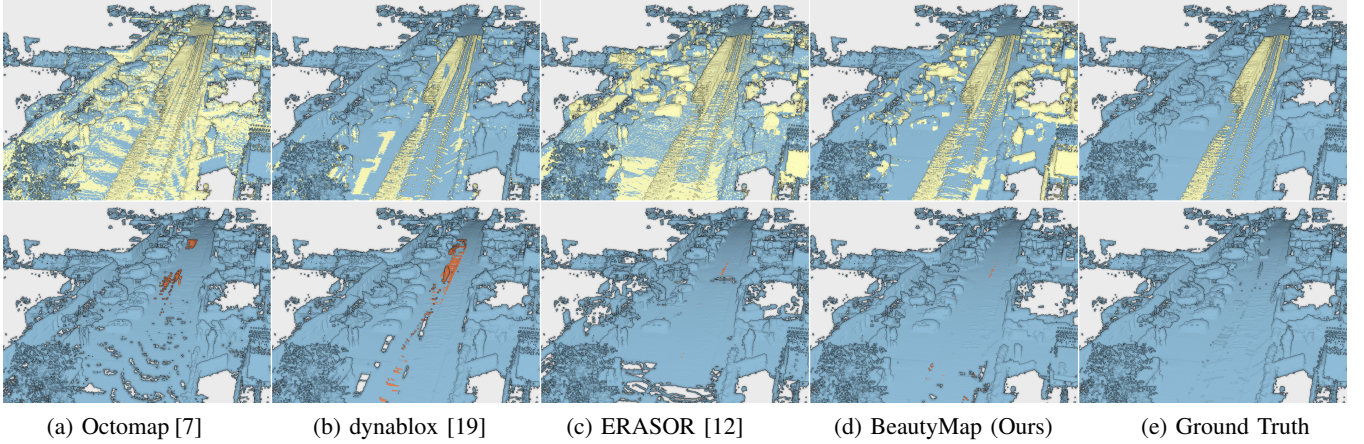 (a) Octomap [7]
(b) dynablox [19]
(c) ERASOR [12]
(d) BeautyMap (Ours)
(e) Ground Truth